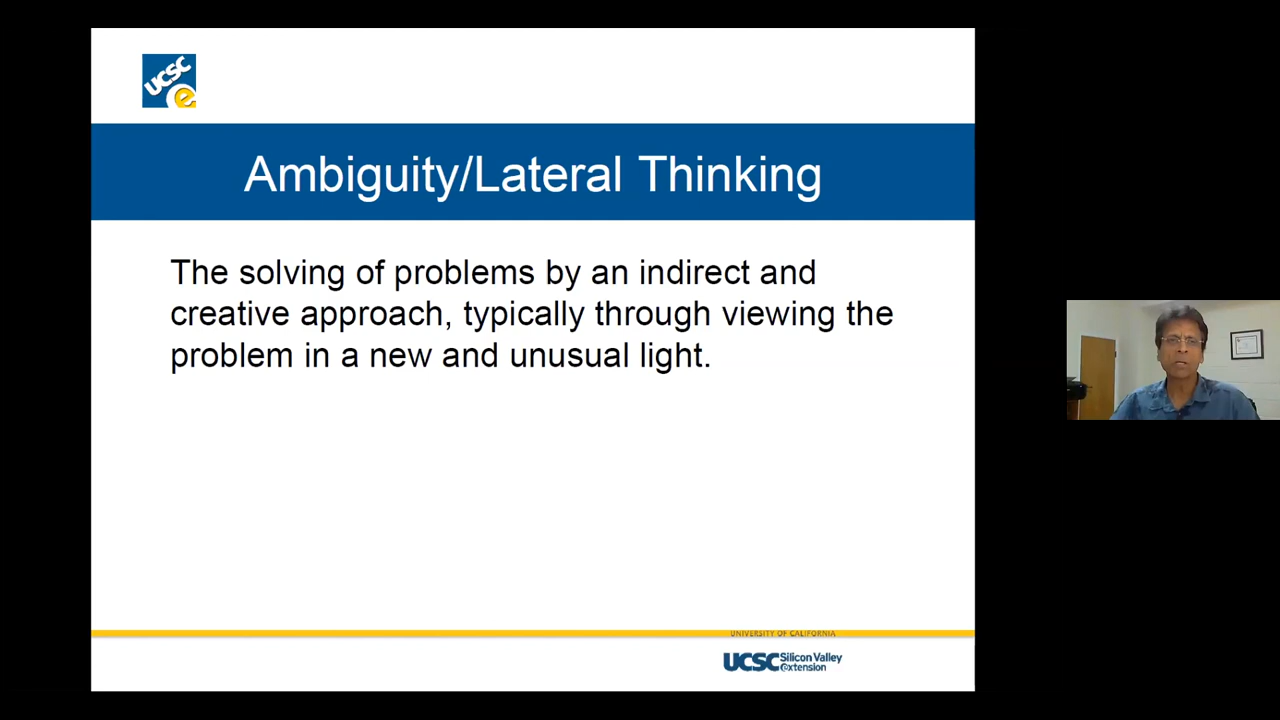 UCSC
e
Ambiguity/Lateral Thinking
The solving of problems by an indirect and
creative approach, typically through viewing the
problem in a new and unusual light.
UNIVERSITY OF CALIFORNIA
UCSC Silicon Valley
extension